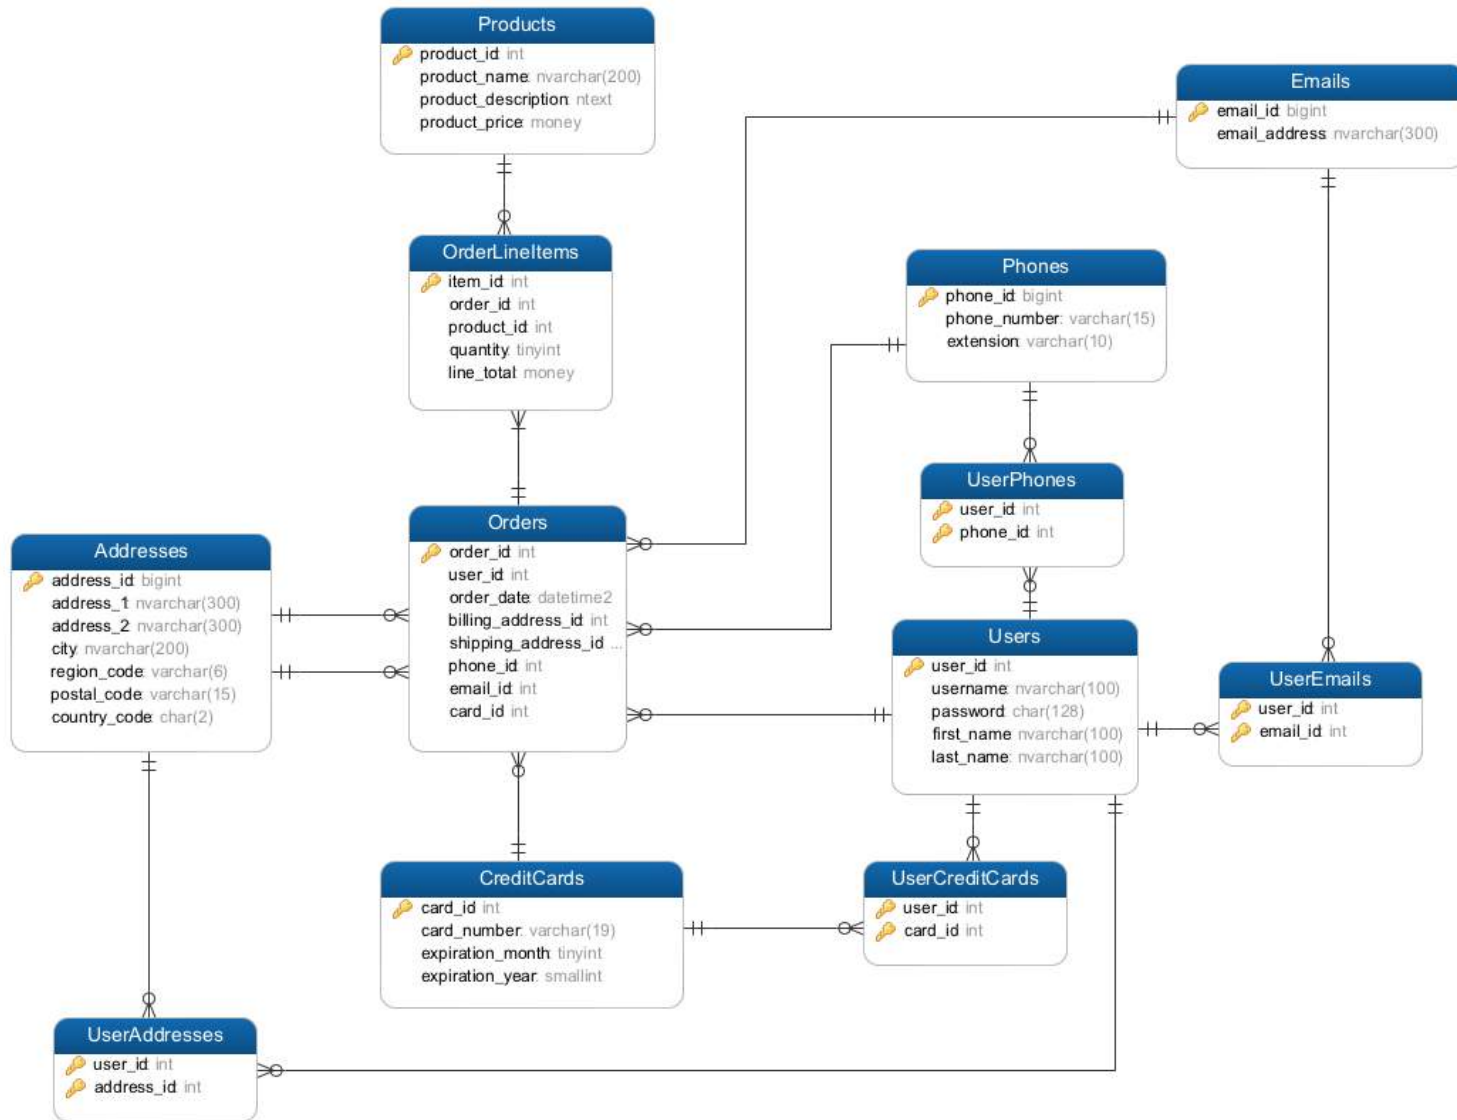 Products
product_id: int
product_name: nvarchar(200)
product_description: ntext
product_price: money
Emails
email_id: bigint
email_address: nvarchar(300)
OrderLineItems
item_id: int
order_id: int
product_id: int
quantity: tinyint
line_total: money
Phones
phone_id: bigint
phone_number: varchar(15)
extension: varchar(10)
UserPhones
user_id: int
phone_id: int
Orders
order_id: int
user_id: int
order_date: datetime2
billing_address_id: int
shipping_address_id ...
phone_id: int
email_id: int
card_id: int
Addresses
address_id: bigint
address_1: nvarchar(300)
address_2: nvarchar(300)
city: nvarchar(200)
region_code: varchar(6)
postal_code: varchar(15)
country_code: char(2)
Users
user_id: int
username: nvarchar(100)
password: char(128)
first_name: nvarchar(100)
last_name: nvarchar(100)
UserEmails
user_id: int
email_id: int
CreditCards
card_id: int
card_number: varchar(19)
expiration_month: tinyint
expiration_year: smallint
UserCreditCards
user_id: int
card_id: int
UserAddresses
user_id: int
address_id: int